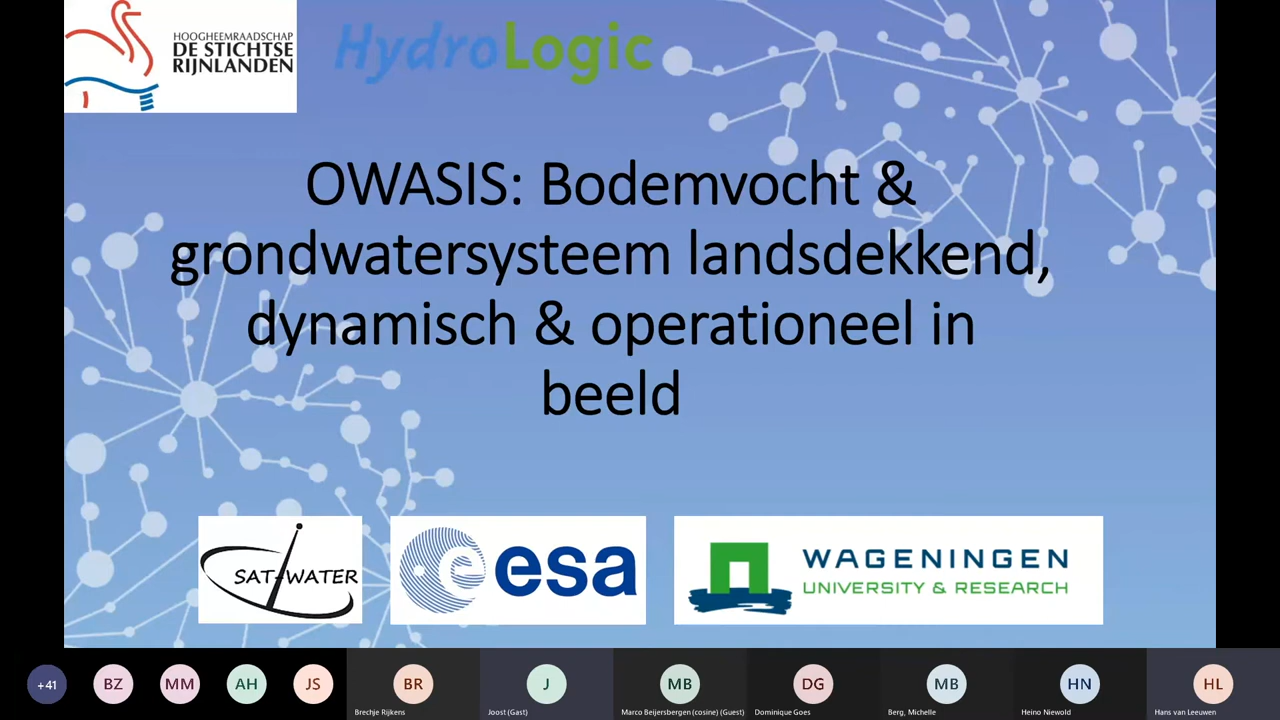 HOOGHEEMRAADSCHAP
DE STICHTSE
RIJNLANDEN
HydroLogic
OWASIS: Bodemvocht &
grondwatersysteem landsdekkend,
dynamisch & operationeel in
beeld
SAT-WATER
esa
WAGENINGEN
UNIVERSITY & RESEARCH
+41
BZ
MM
AH
JS
BR
J
MB
DG
MB
HN
HL
Brechje Rijkens
Joost (Gast)
Marco Beijersbergen (cosine) (Guest)
Dominique Goes
Berg, Michelle
Heino Niewold
Hans van Leeuwen